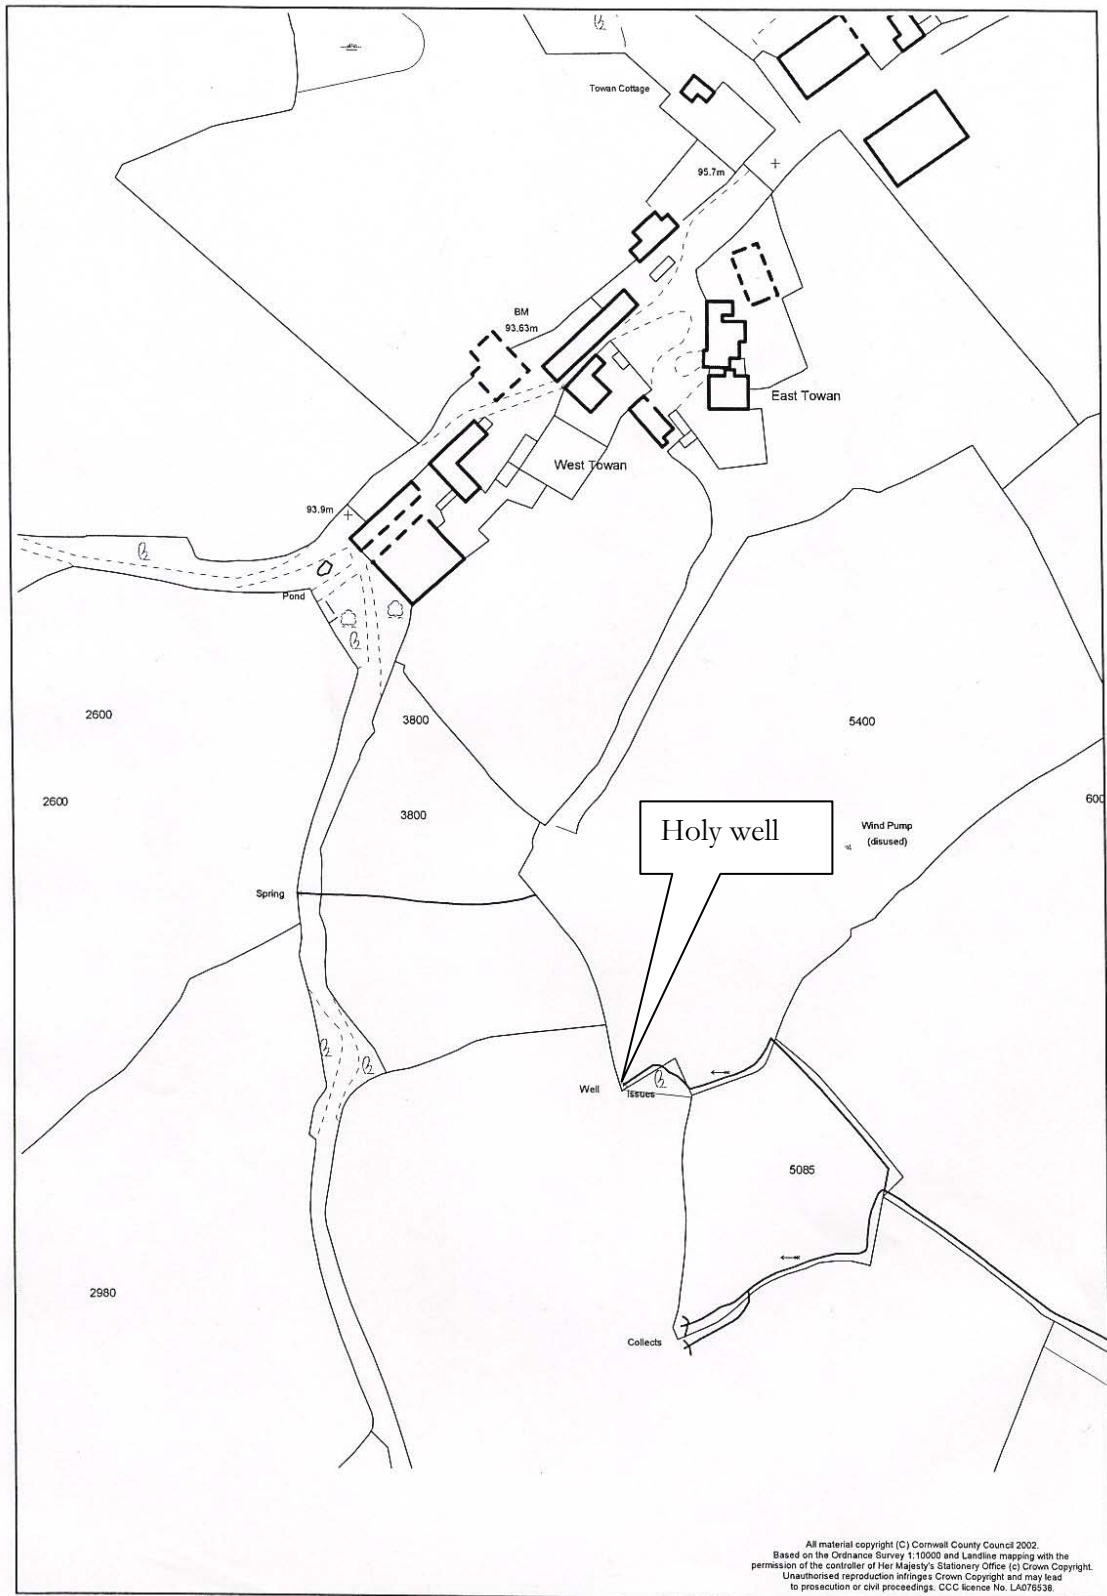 Towan Cottage
95.7m
BM
93.63m
East Towan
West Towan
93.9m
Pond
2600
3800
5400
2600
3800
600
Holy well
Wind Pump
(disused)
Spring
Well
Issues
5085
2980
Collects
All material copyright (C) Cornwall County Council 2002.
Based on the Ordnance Survey 1:10000 and Landline mapping with the
permission of the controller of Her Majesty's Stationery Office (c) Crown Copyright.
Unauthorised reproduction infringes Crown Copyright and may lead
to prosecution or civil proceedings. CCC licence No. LA076538.